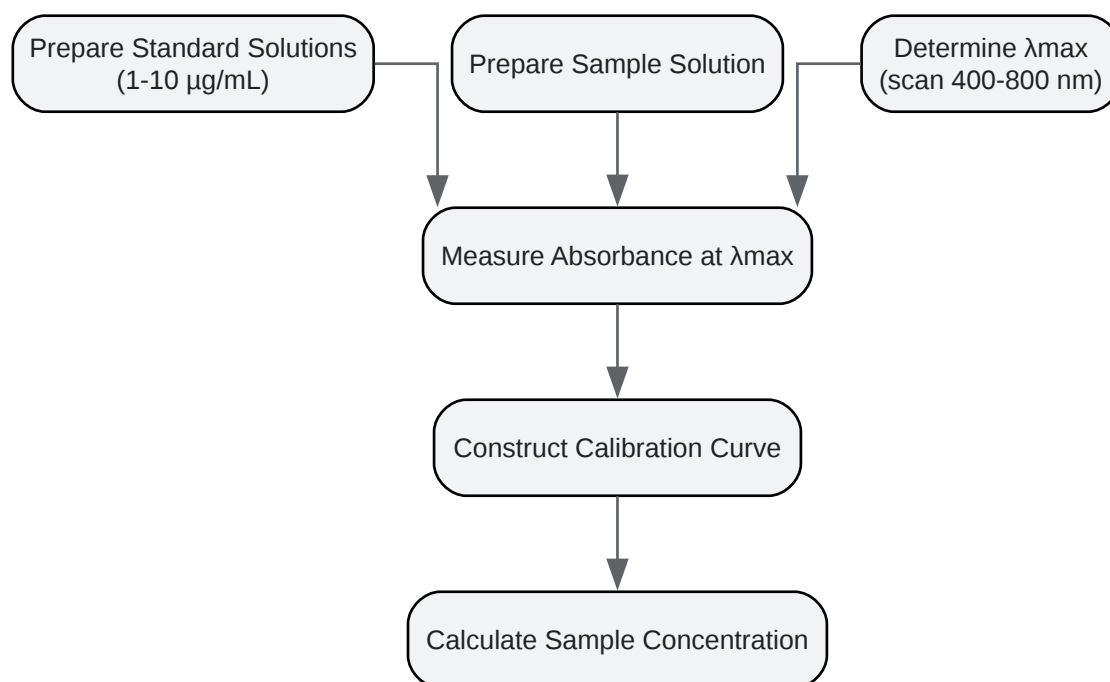 Prepare Standard Solutions
(1-10 µg/mL)
Prepare Sample Solution
Determine λmax
(scan 400-800 nm)
Measure Absorbance at λmax
Construct Calibration Curve
Calculate Sample Concentration